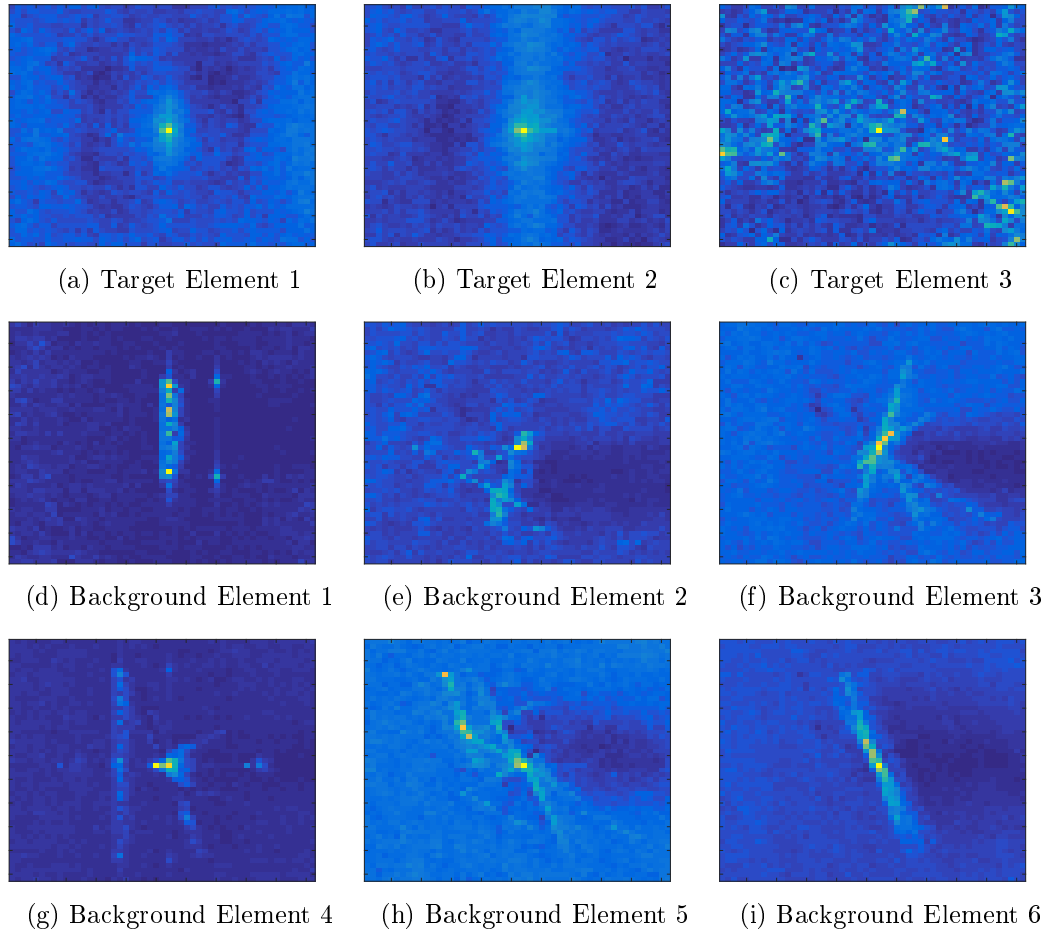 (a) Target Element 1
(b) Target Element 2
(c) Target Element 3
(d) Background Element 1
(e) Background Element 2
(f) Background Element 3
(g) Background Element 4
(h) Background Element 5
(i) Background Element 6